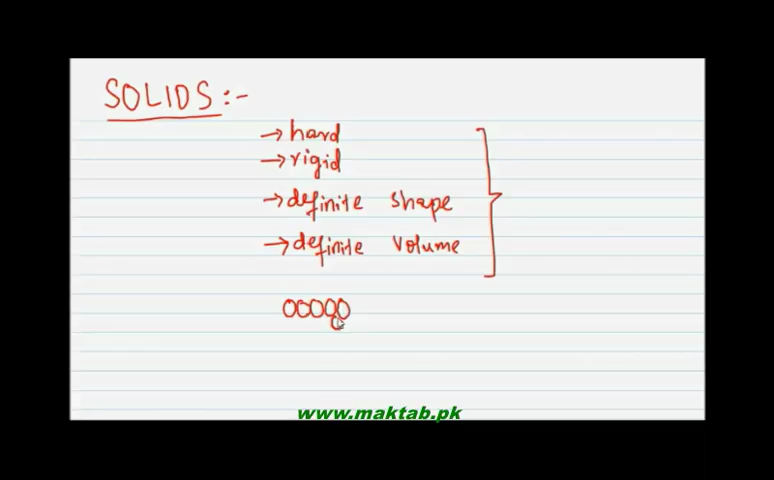 SOLIDS :-
→ hard
→ rigid
→ definite shape
→ definite volume
www.maktab.pk